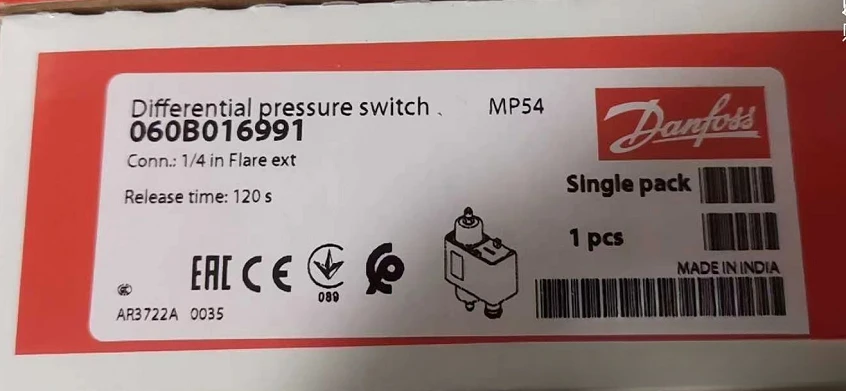 Differential pressure switch 、 MP54
060B016991
Conn.: 1/4 in Flare ext
Release time: 120 s
Danfoss
Single pack
1 pcs
MADE IN INDIA
EAC CE
089
AR3722A 0035